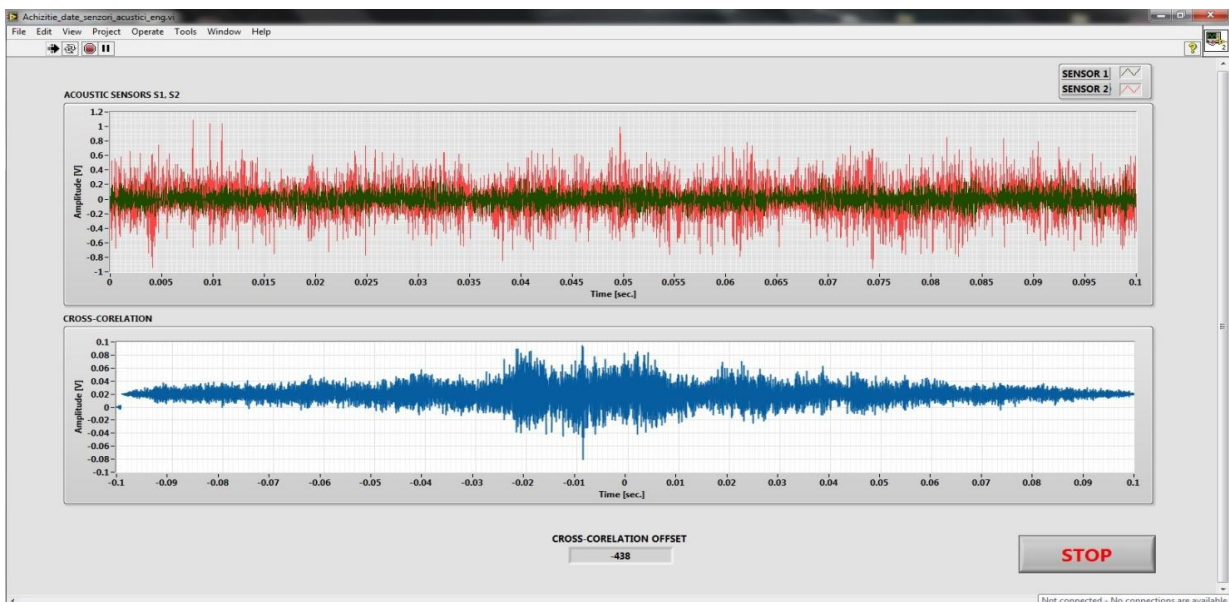 Achizitie_date_senzori_acustici_eng.vi
File Edit View Project Operate Tools Window Help
2
SENSOR 1
SENSOR 2
ACOUSTIC SENSORS S1, S2
1.2
1
0.8
0.6
0.4
0.2
0
-0.2
-0.4
-0.6
-0.8
-1
Amplitude [V]
0 0.005 0.01 0.015 0.02 0.025 0.03 0.035 0.04 0.045 0.05 0.055 0.06 0.065 0.07 0.075 0.08 0.085 0.09 0.095 0.1
Time [sec.]
CROSS-CORELATION
0.1
0.08
0.06
0.04
0.02
0
-0.02
-0.04
-0.06
-0.08
-0.1
Amplitude [V]
-0.1 -0.09 -0.08 -0.07 -0.06 -0.05 -0.04 -0.03 -0.02 -0.01 0 0.01 0.02 0.03 0.04 0.05 0.06 0.07 0.08 0.09 0.1
Time [sec.]
CROSS-CORELATION OFFSET
-438
STOP
Not connected - No connections are available